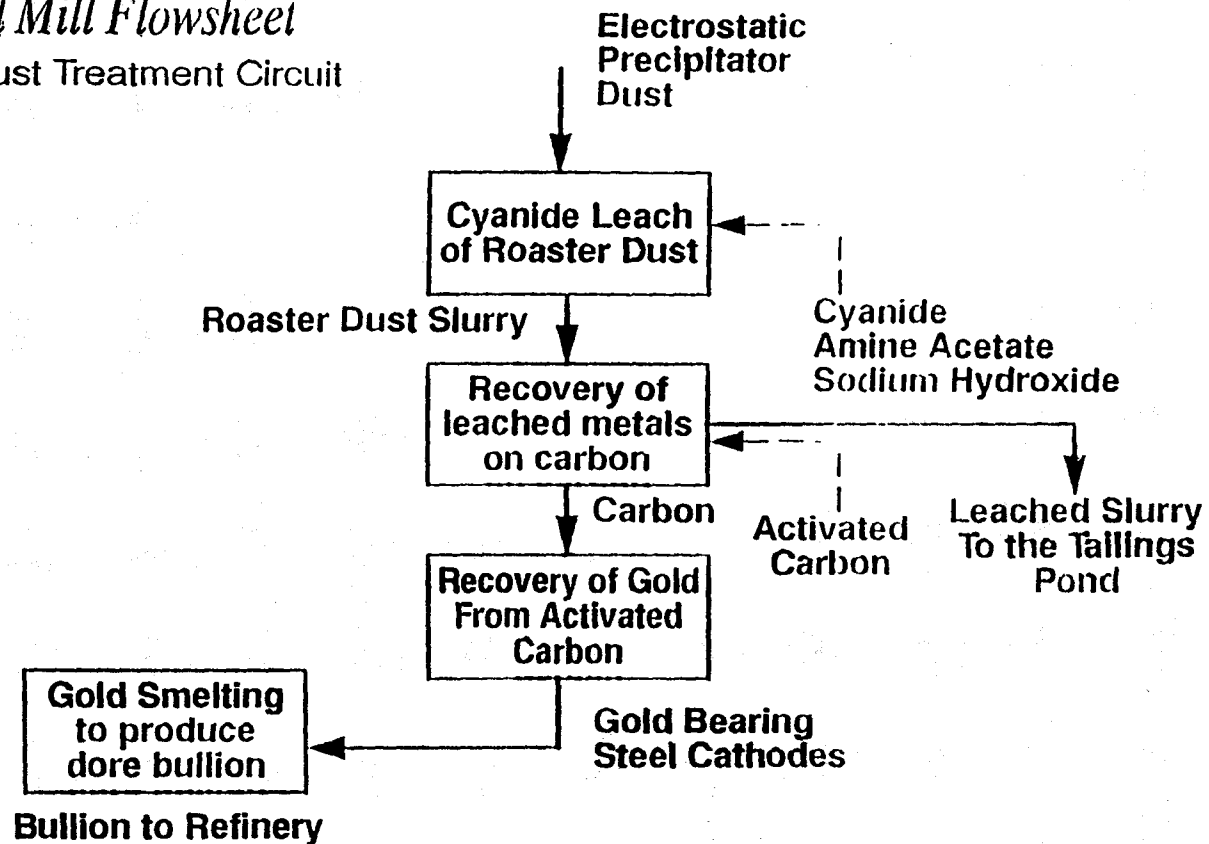 Mill Flowsheet
Treatment Circuit
Electrostatic
Precipitator
Dust
Cyanide Leach
of Roaster Dust
Roaster Dust Slurry
Cyanide
Amine Acetate
Sodium Hydroxide
Recovery of
leached metals
on carbon
Carbon
Activated
Carbon
Leached Slurry
To the Tailings
Pond
Recovery of Gold
From Activated
Carbon
Gold Smelting
to produce
dore bullion
Gold Bearing
Steel Cathodes
Bullion to Refinery